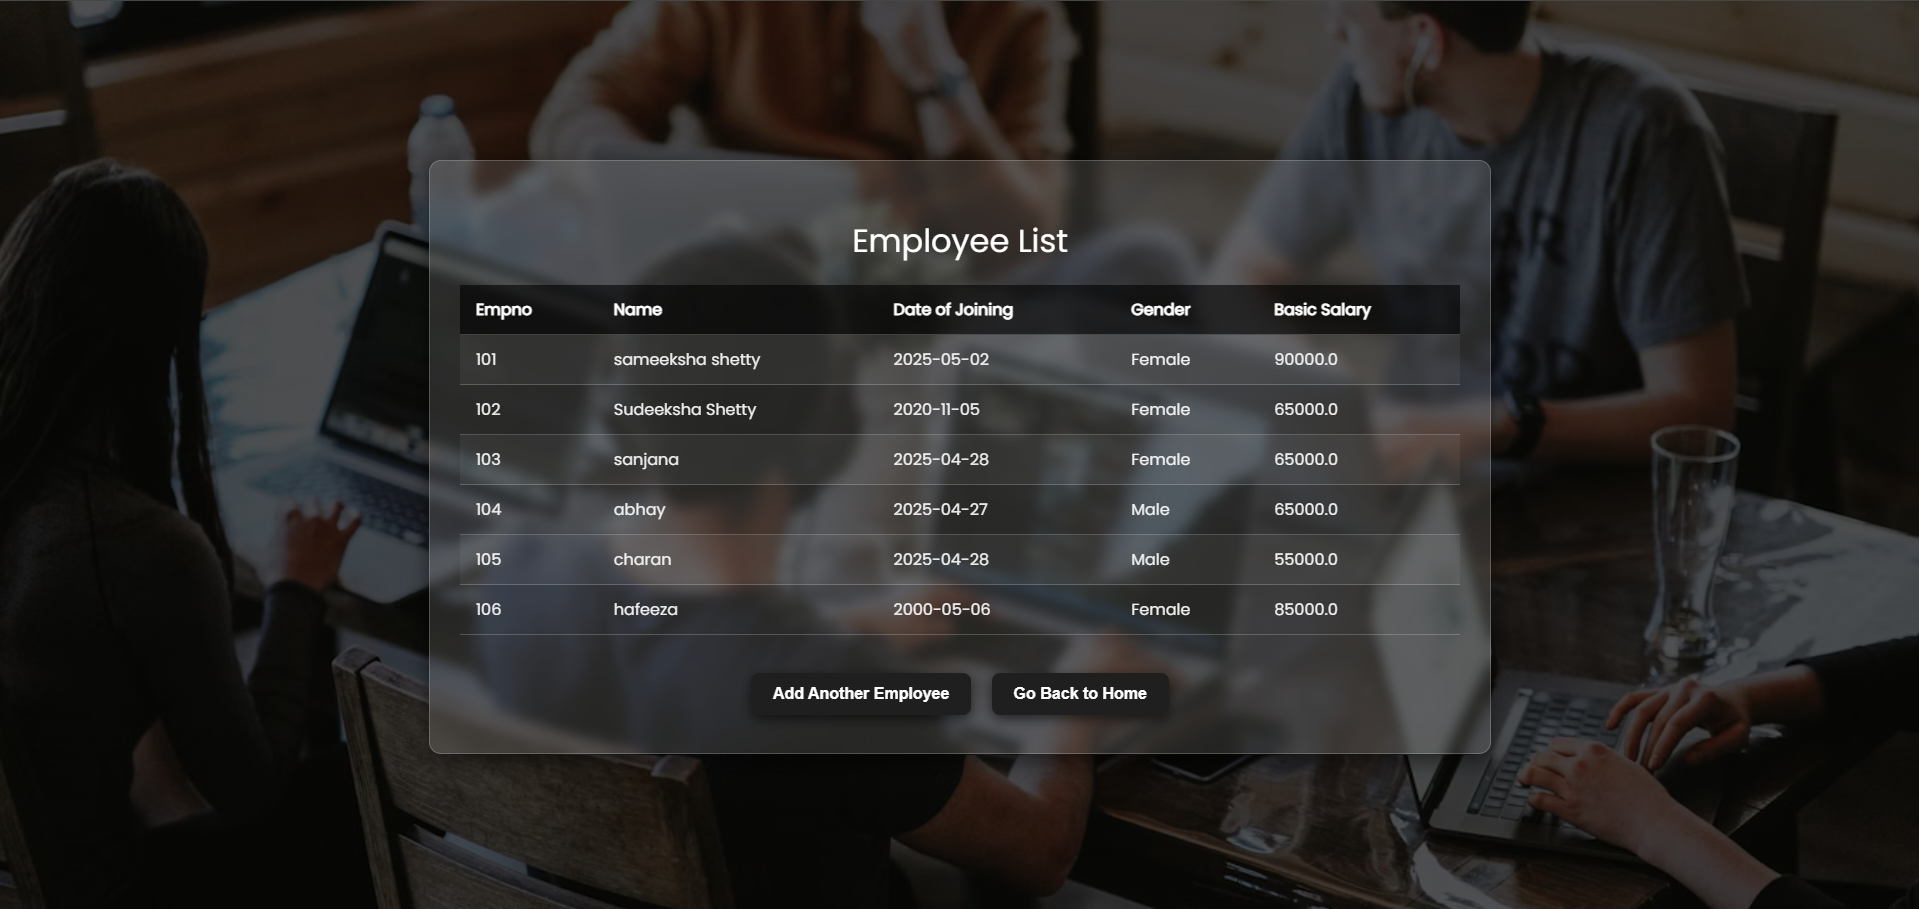 Employee List
Empno Name Date of Joining Gender Basic Salary
101 sameeksha shetty 2025-05-02 Female 90000.0
102 Sudeeksha Shetty 2020-11-05 Female 65000.0
103 sanjana 2025-04-28 Female 65000.0
104 abhay 2025-04-27 Male 65000.0
105 charan 2025-04-28 Male 55000.0
106 hafeeza 2000-05-06 Female 85000.0
Add Another Employee Go Back to Home